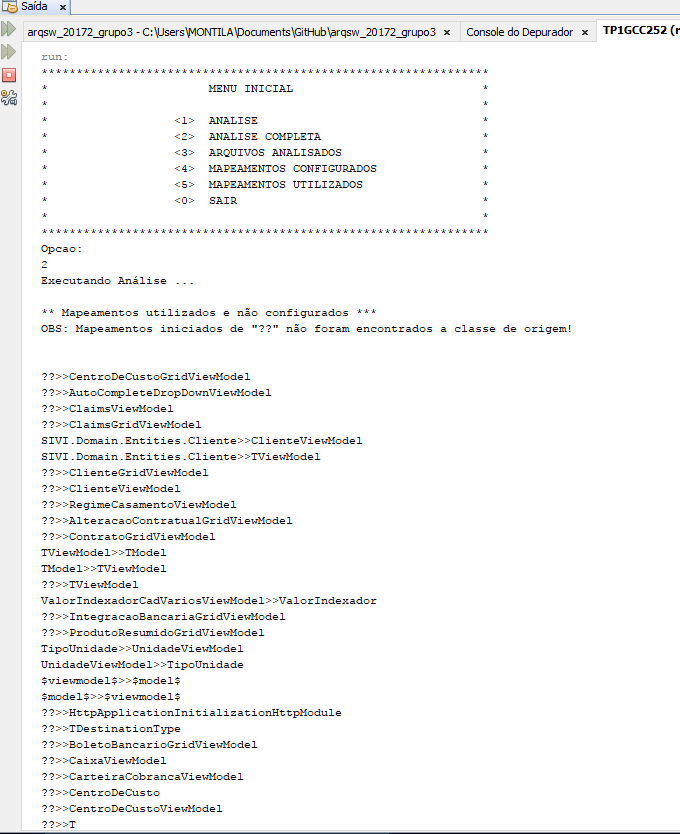 Saída x
arqsw_20172_grupo3 - C:\Users\MONTILA\Documents\GitHub\arqsw_20172_grupo3 x Console do Depurador x TP1GCC252 (r
run:
****************************************************************
* MENU INICIAL *
* *
* <1> ANALISE *
* <2> ANALISE COMPLETA *
* <3> ARQUIVOS ANALISADOS *
* <4> MAPEAMENTOS CONFIGURADOS *
* <5> MAPEAMENTOS UTILIZADOS *
* <0> SAIR *
* *
****************************************************************
Opcao:
2
Executando Análise ...
** Mapeamentos utilizados e não configurados ***
OBS: Mapeamentos iniciados de "??" não foram encontrados a classe de origem!
??>>CentroDeCustoGridViewModel
??>>AutoCompleteDropDownViewModel
??>>ClaimsViewModel
??>>ClaimsGridViewModel
SIVI.Domain.Entities.Cliente>>ClienteViewModel
SIVI.Domain.Entities.Cliente>>TViewModel
??>>ClienteGridViewModel
??>>ClienteViewModel
??>>RegimeCasamentoViewModel
??>>AlteracaoContratualGridViewModel
??>>ContratoGridViewModel
TViewModel>>TModel
TModel>>TViewModel
??>>TViewModel
ValorIndexadorCadVariosViewModel>>ValorIndexador
??>>IntegracaoBancariaGridViewModel
??>>ProdutoResumidoGridViewModel
TipoUnidade>>UnidadeViewModel
UnidadeViewModel>>TipoUnidade
$viewmodel$>>$model$
$model$>>$viewmodel$
??>>HttpApplicationInitializationHttpModule
??>>TDestinationType
??>>BoletoBancarioGridViewModel
??>>CaixaViewModel
??>>CarteiraCobrancaViewModel
??>>CentroDeCusto
??>>CentroDeCustoViewModel
??>>T